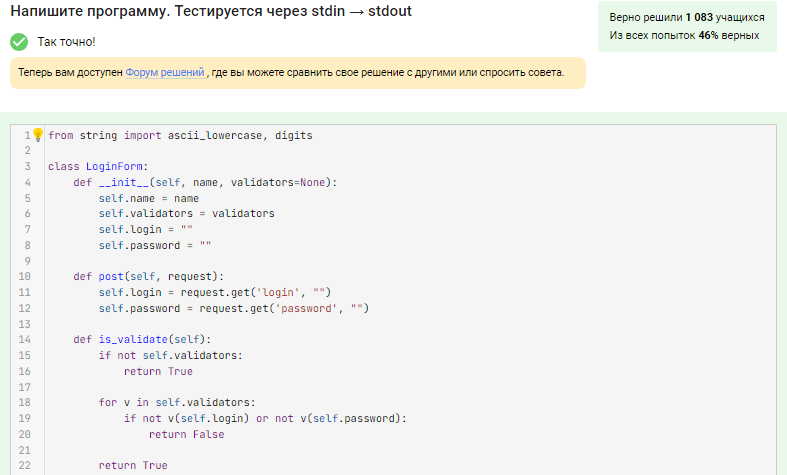 Напишите программу. Тестируется через stdin → stdout
Верно решили 1 083 учащихся
Из всех попыток 46% верных
Так точно!
Теперь вам доступен Форум решений, где вы можете сравнить свое решение с другими или спросить совета.
1 from string import ascii_lowercase, digits
2
3 class LoginForm:
4     def __init__(self, name, validators=None):
5         self.name = name
6         self.validators = validators
7         self.login = ""
8         self.password = ""
9
10     def post(self, request):
11         self.login = request.get('login', "")
12         self.password = request.get('password', "")
13
14     def is_validate(self):
15         if not self.validators:
16             return True
17
18         for v in self.validators:
19             if not v(self.login) or not v(self.password):
20                 return False
21
22         return True